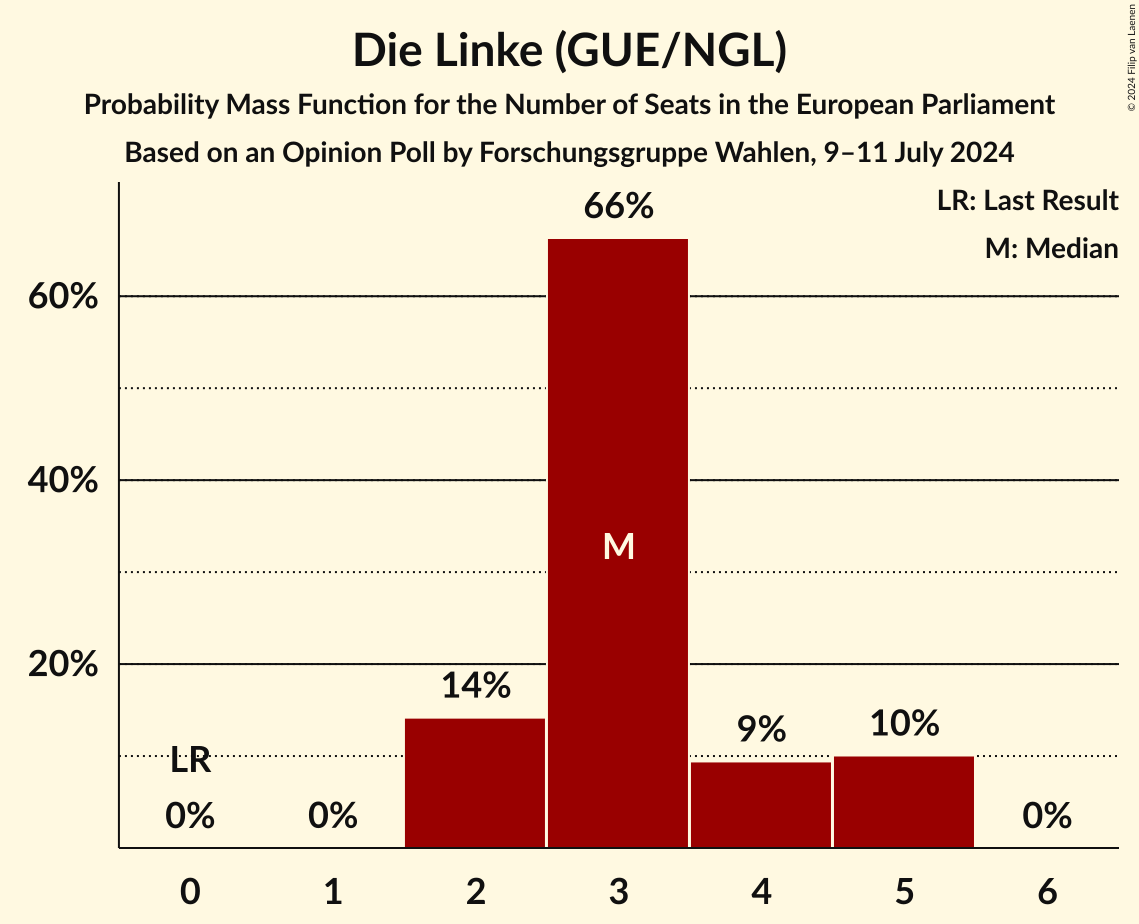 Die Linke (GUE/NGL)
Probability Mass Function for the Number of Seats in the European Parliament
Based on an Opinion Poll by Forschungsgruppe Wahlen, 9–11 July 2024
© 2024 Filip van Laenen
LR: Last Result
M: Median
66%
60%
40%
M
20%
14%
9%
10%
LR
0%
0%
0%
0
1
2
3
4
5
6